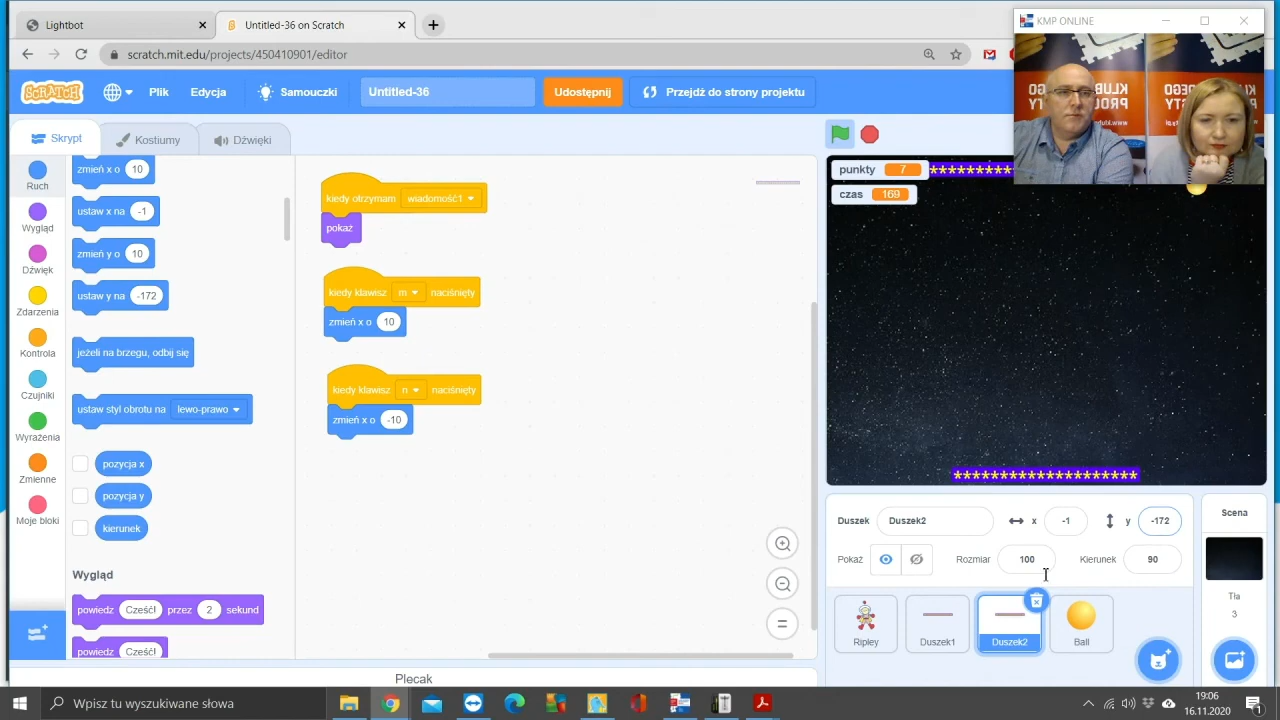 Lightbot
Untitled-36 on Scratch
KMP ONLINE
scratch.mit.edu/projects/450410901/editor
SCRATCH
Plik
Edycja
Samouczki
Untitled-36
Udostępnij
Przejdź do strony projektu
Skrypt
Kostiumy
Dźwięki
Ruch
Wygląd
Dźwięk
Zdarzenia
Kontrola
Czujniki
Wyrażenia
Zmienne
Moje bloki
zmień x o 10
ustaw x na -1
zmień y o 10
ustaw y na -172
jeżeli na brzegu, odbij się
ustaw styl obrotu na lewo-prawo
pozycja x
pozycja y
kierunek
Wygląd
powiedz Cześć! przez 2 sekund
powiedz Cześć!
kiedy otrzymam wiadomość1
pokaż
kiedy klawisz m naciśnięty
zmień x o 10
kiedy klawisz n naciśnięty
zmień x o -10
punkty 7
czas 169
*******************
Duszek Duszek2 x -1 y -172
Pokaż Rozmiar 100 Kierunek 90
Ripley
Duszek1
Duszek2
Ball
Scena
Tła
3
Plecak
Wpisz tu wyszukiwane słowa
19:06
16.11.2020
1